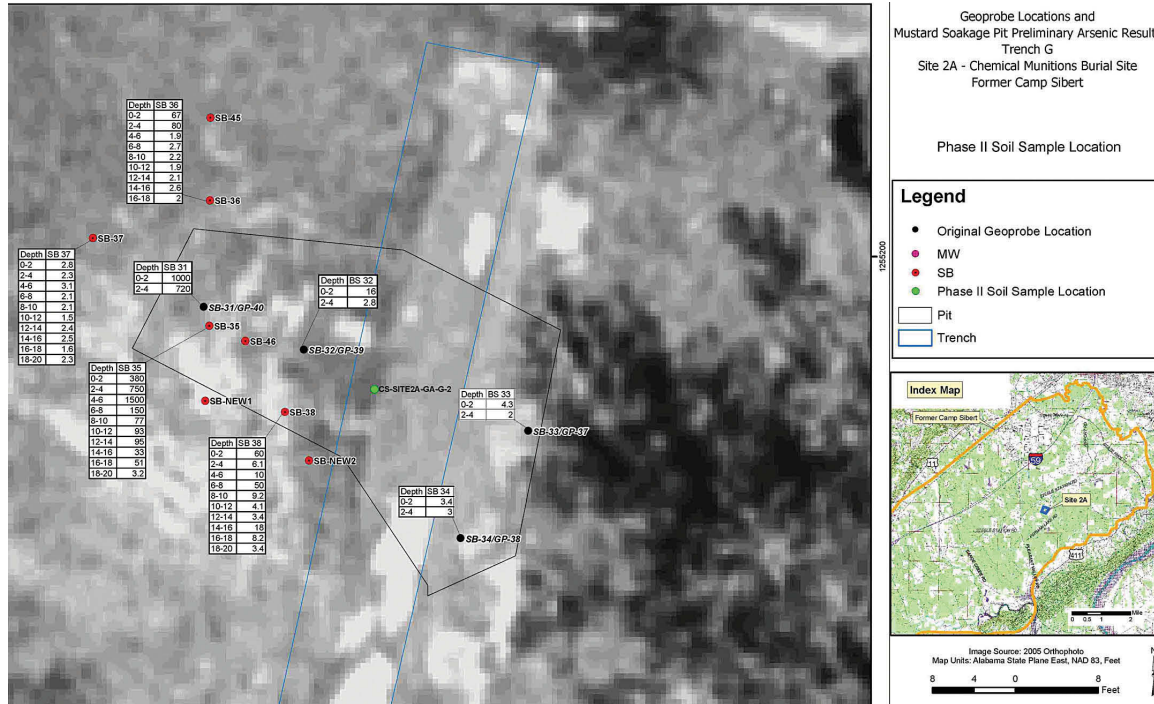 Geoprobe Locations and
Mustard Soakage Pit Preliminary Arsenic Result
Trench G
Site 2A - Chemical Munitions Burial Site
Former Camp Sibert
Phase II Soil Sample Location
Legend
Original Geoprobe Location
MW
SB
Phase II Soil Sample Location
Pit
Trench
Index Map
Former Camp Sibert
11
59
Site 2A
411
0 0.5 1 2
Mile
Image Source: 2005 Orthophoto
Map Units: Alabama State Plane East, NAD 83, Feet
8 4 0 8
Feet
N
1255200
Depth SB 36
0-2 67
2-4 80
4-6 1.9
6-8 2.7
8-10 2.2
10-12 1.9
12-14 2.1
14-16 2.6
16-18 2
SB-45
SB-36
SB-37
Depth SB 37
0-2 2.8
2-4 2.3
4-6 3.1
6-8 2.1
8-10 2.1
10-12 1.5
12-14 2.4
14-16 2.5
16-18 1.6
18-20 2.3
Depth SB 31
0-2 1000
2-4 720
SB-31/GP-40
SB-35
SB-46
Depth BS 32
0-2 16
2-4 2.8
SB-32/GP-39
CS-SITE2A-GA-G-2
Depth SB 35
0-2 380
2-4 750
4-6 1500
6-8 150
8-10 77
10-12 93
12-14 95
14-16 33
16-18 51
18-20 3.2
SB-NEW1
SB-38
SB-NEW2
Depth SB 38
0-2 60
2-4 6.1
4-6 10
6-8 50
8-10 9.2
10-12 4.1
12-14 3.4
14-16 18
16-18 8.2
18-20 3.4
Depth BS 33
0-2 4.3
2-4 2
SB-33/GP-37
Depth SB 34
0-2 3.4
2-4 3
SB-34/GP-38